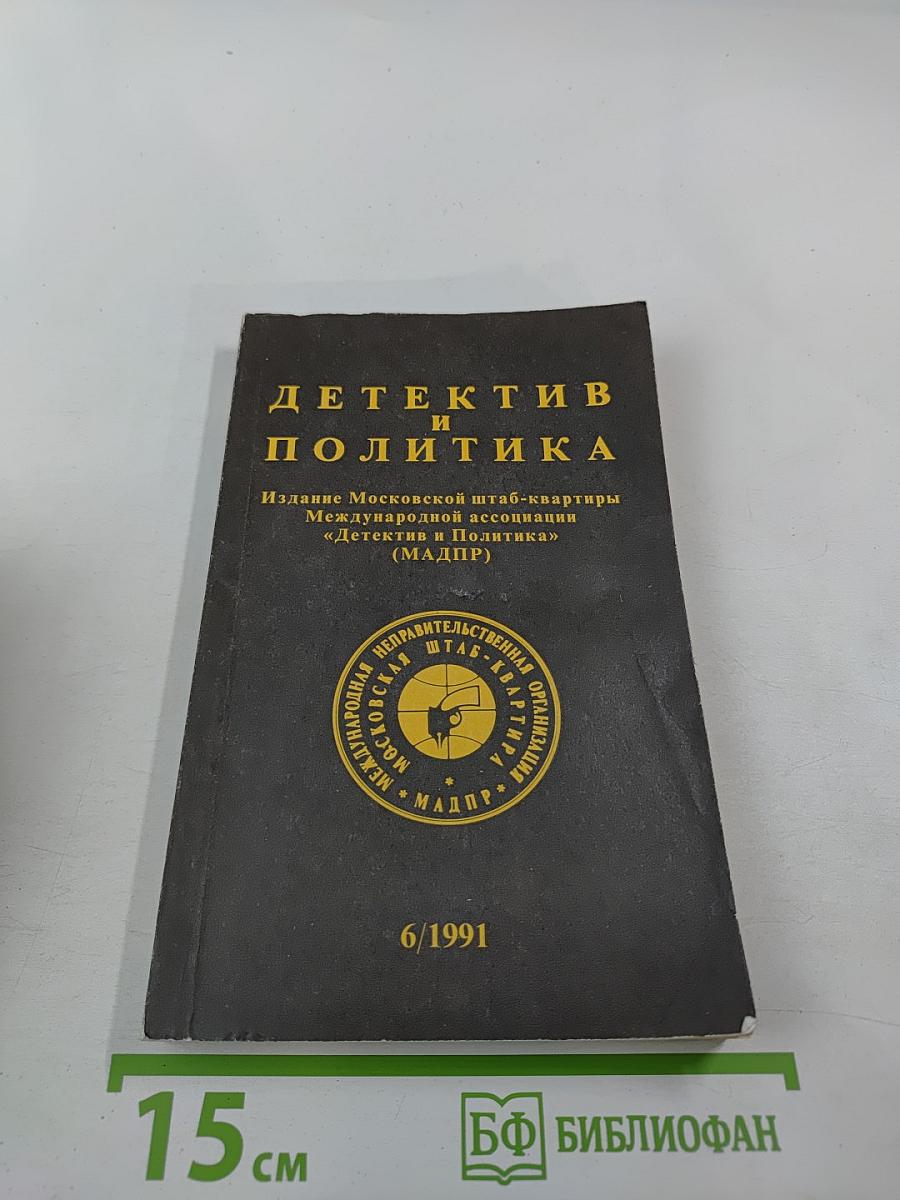 ДЕТЕКТИВ
И
ПОЛИТИКА
Издание Московской штаб-квартиры
Международной ассоциации
«Детектив и Политика»
(МАДПР)
МЕЖДУНАРОДНАЯ НЕПРАВИТЕЛЬСТВЕННАЯ ОРГАНИЗАЦИЯ
МОСКОВСКАЯ ШТАБ-КВАРТИРА
* МАДПР *
6/1991
15 см
БФ БИБЛИОФАН